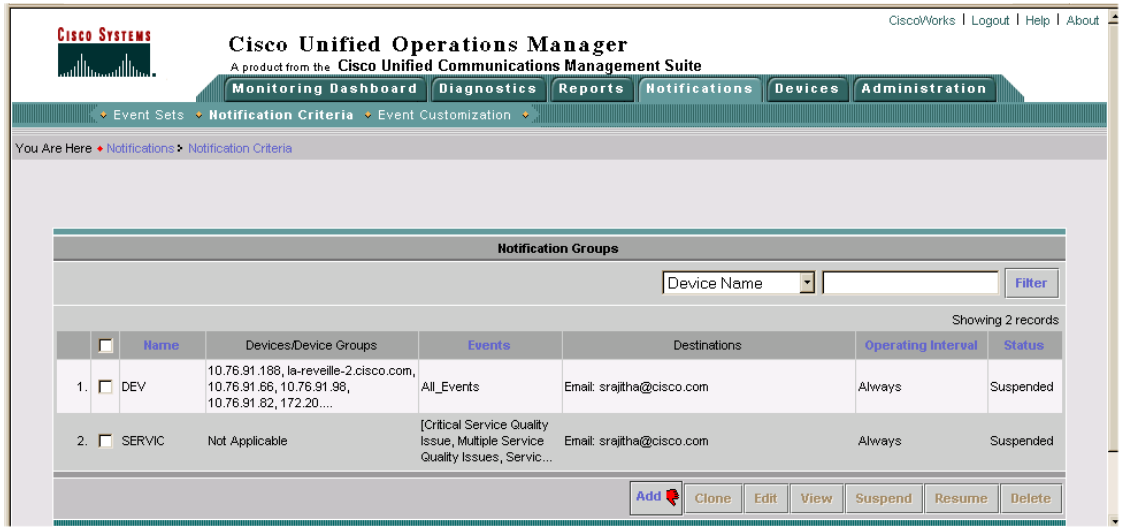 CiscoWorks | Logout | Help | About
CISCO SYSTEMS
Cisco Unified Operations Manager
A product from the Cisco Unified Communications Management Suite
Monitoring Dashboard Diagnostics Reports Notifications Devices Administration
Event Sets Notification Criteria Event Customization
You Are Here Notifications > Notification Criteria
Notification Groups
Device Name Filter
Showing 2 records
Name Devices/Device Groups Events Destinations Operating Interval Status
1. DEV 10.76.91.188, la-reveille-2.cisco.com, 10.76.91.66, 10.76.91.98, 10.76.91.82, 172.20.... All_Events Email: srajitha@cisco.com Always Suspended
2. SERVIC Not Applicable [Critical Service Quality Issue, Multiple Service Quality Issues, Servic... Email: srajitha@cisco.com Always Suspended
Add Clone Edit View Suspend Resume Delete